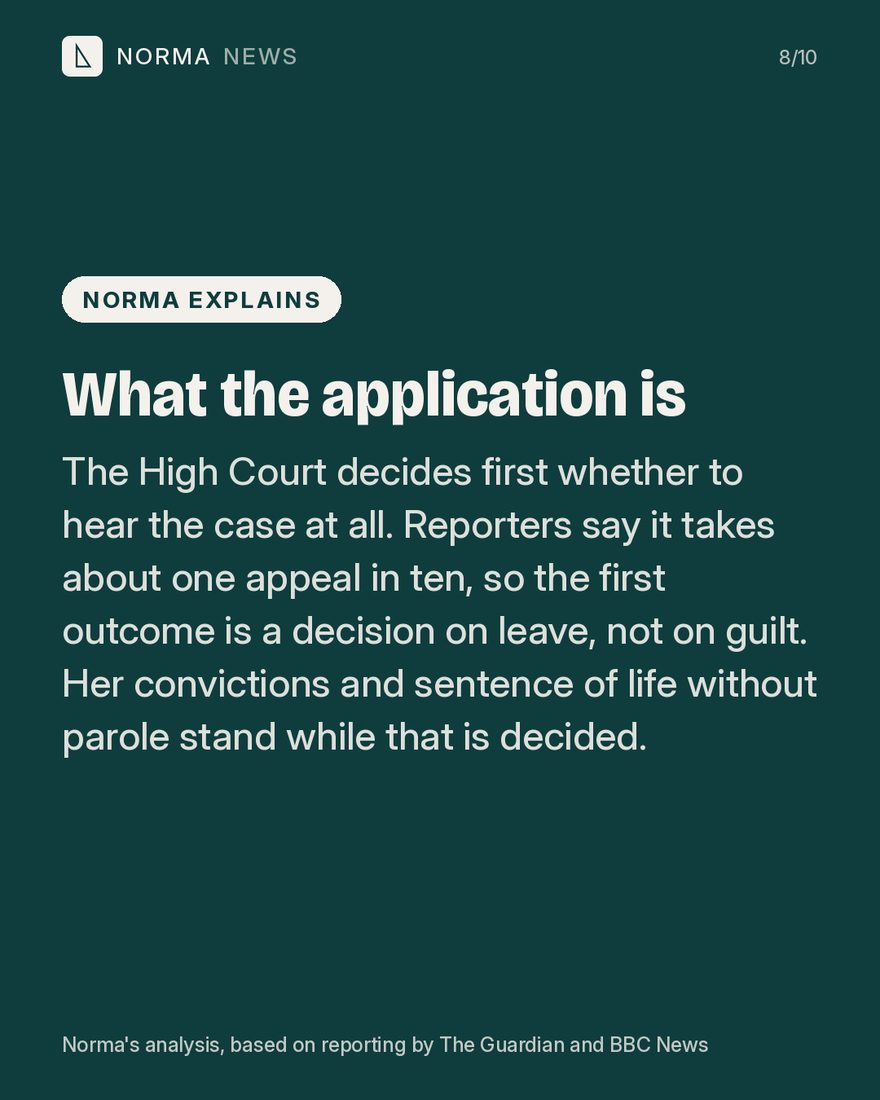 NORMA NEWS
8/10
NORMA EXPLAINS
What the application is
The High Court decides first whether to
hear the case at all. Reporters say it takes
about one appeal in ten, so the first
outcome is a decision on leave, not on guilt.
Her convictions and sentence of life without
parole stand while that is decided.
Norma's analysis, based on reporting by The Guardian and BBC News